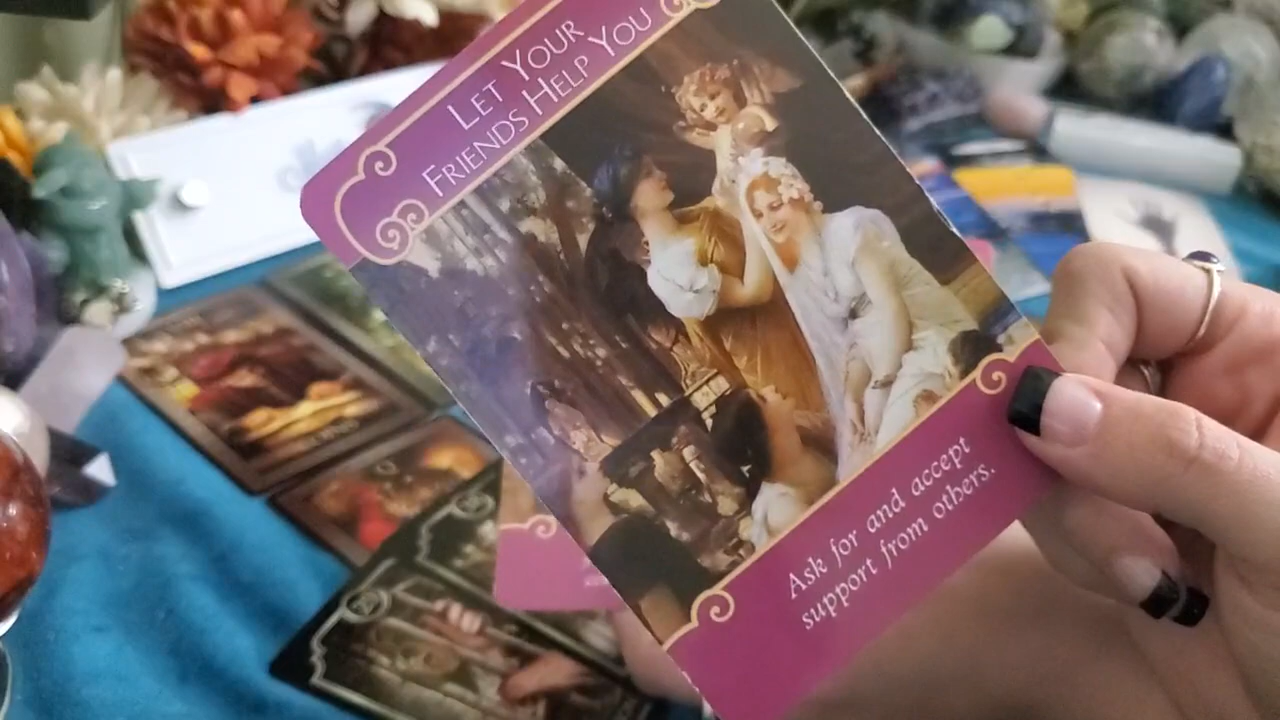 LET YOUR
FRIENDS HELP YOU
Ask for and accept
support from others.